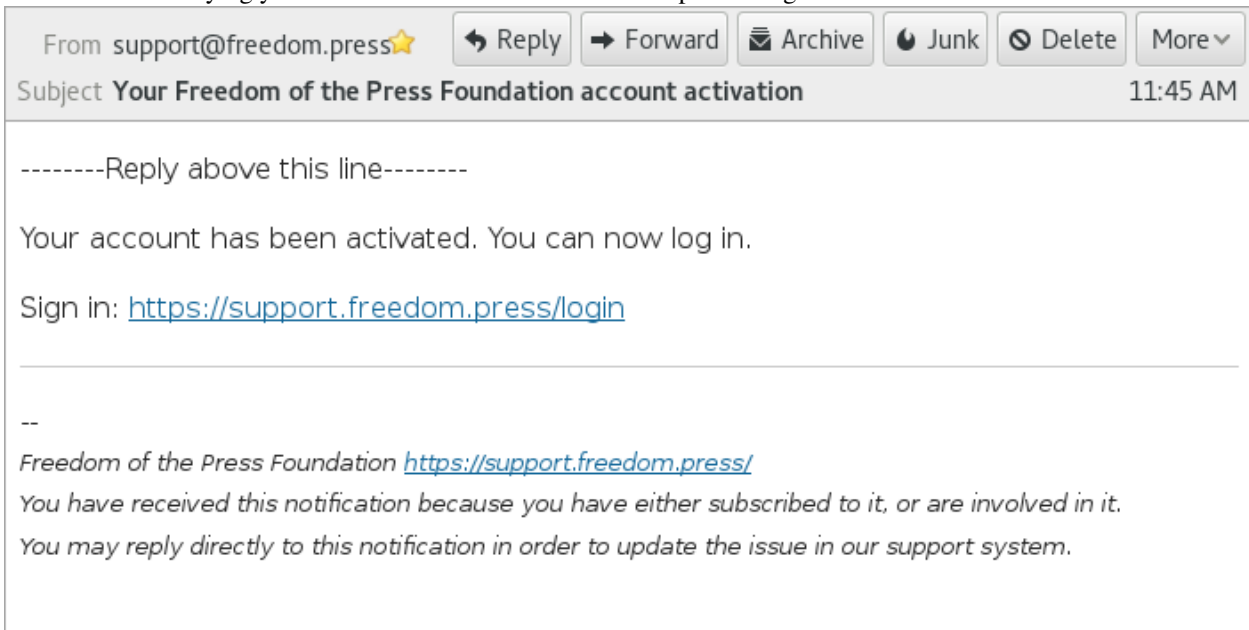 From support@freedom.press Reply Forward Archive Junk Delete More
Subject Your Freedom of the Press Foundation account activation 11:45 AM
--------Reply above this line--------
Your account has been activated. You can now log in.
Sign in: https://support.freedom.press/login
--
Freedom of the Press Foundation https://support.freedom.press/
You have received this notification because you have either subscribed to it, or are involved in it.
You may reply directly to this notification in order to update the issue in our support system.